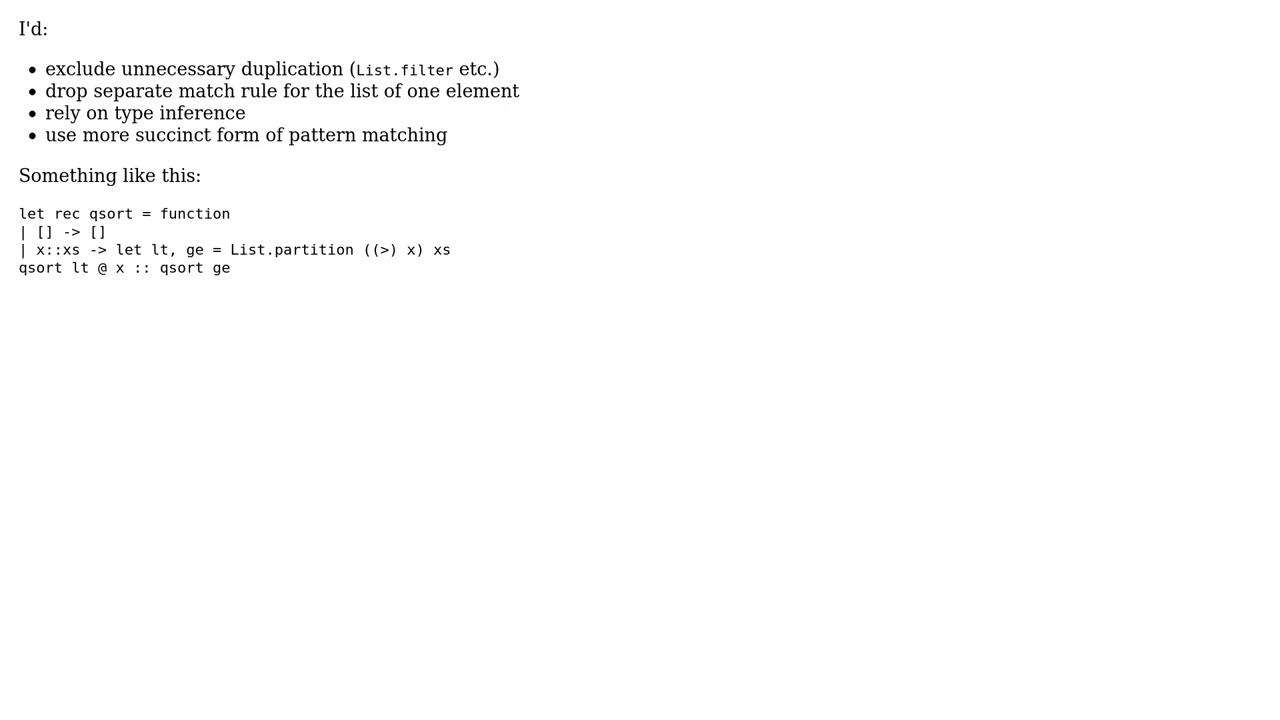 I'd:
exclude unnecessary duplication (List.filter etc.)
drop separate match rule for the list of one element
rely on type inference
use more succinct form of pattern matching
Something like this:
let rec qsort = function
| [] -> []
| x::xs -> let lt, ge = List.partition ((>) x) xs
qsort lt @ x :: qsort ge